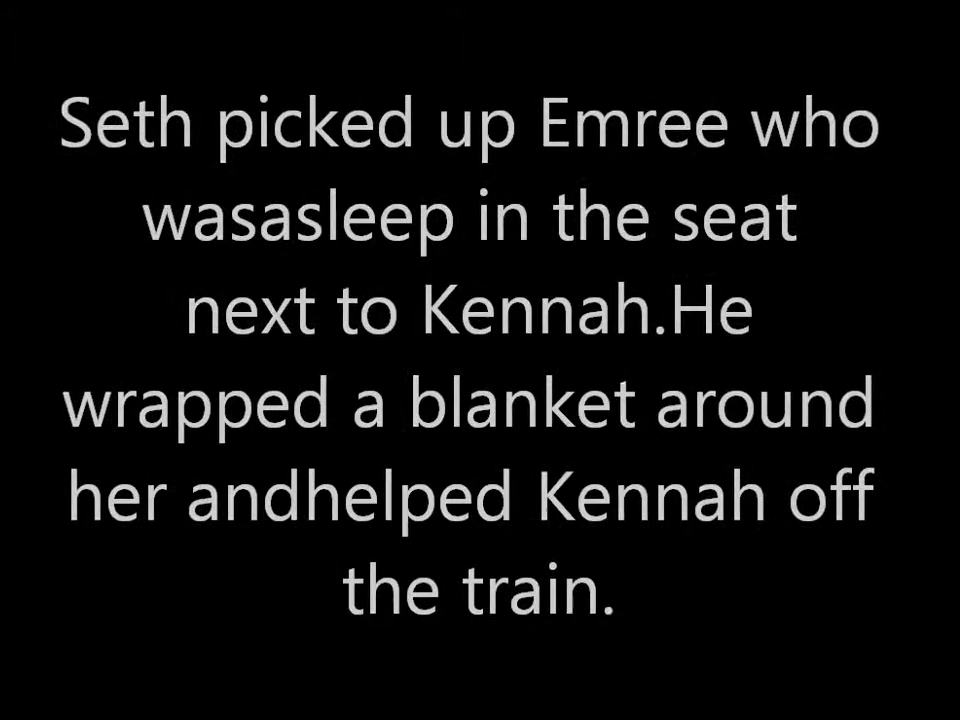 Seth picked up Emree who
wasasleep in the seat
next to Kennah.He
wrapped a blanket around
her andhelped Kennah off
the train.